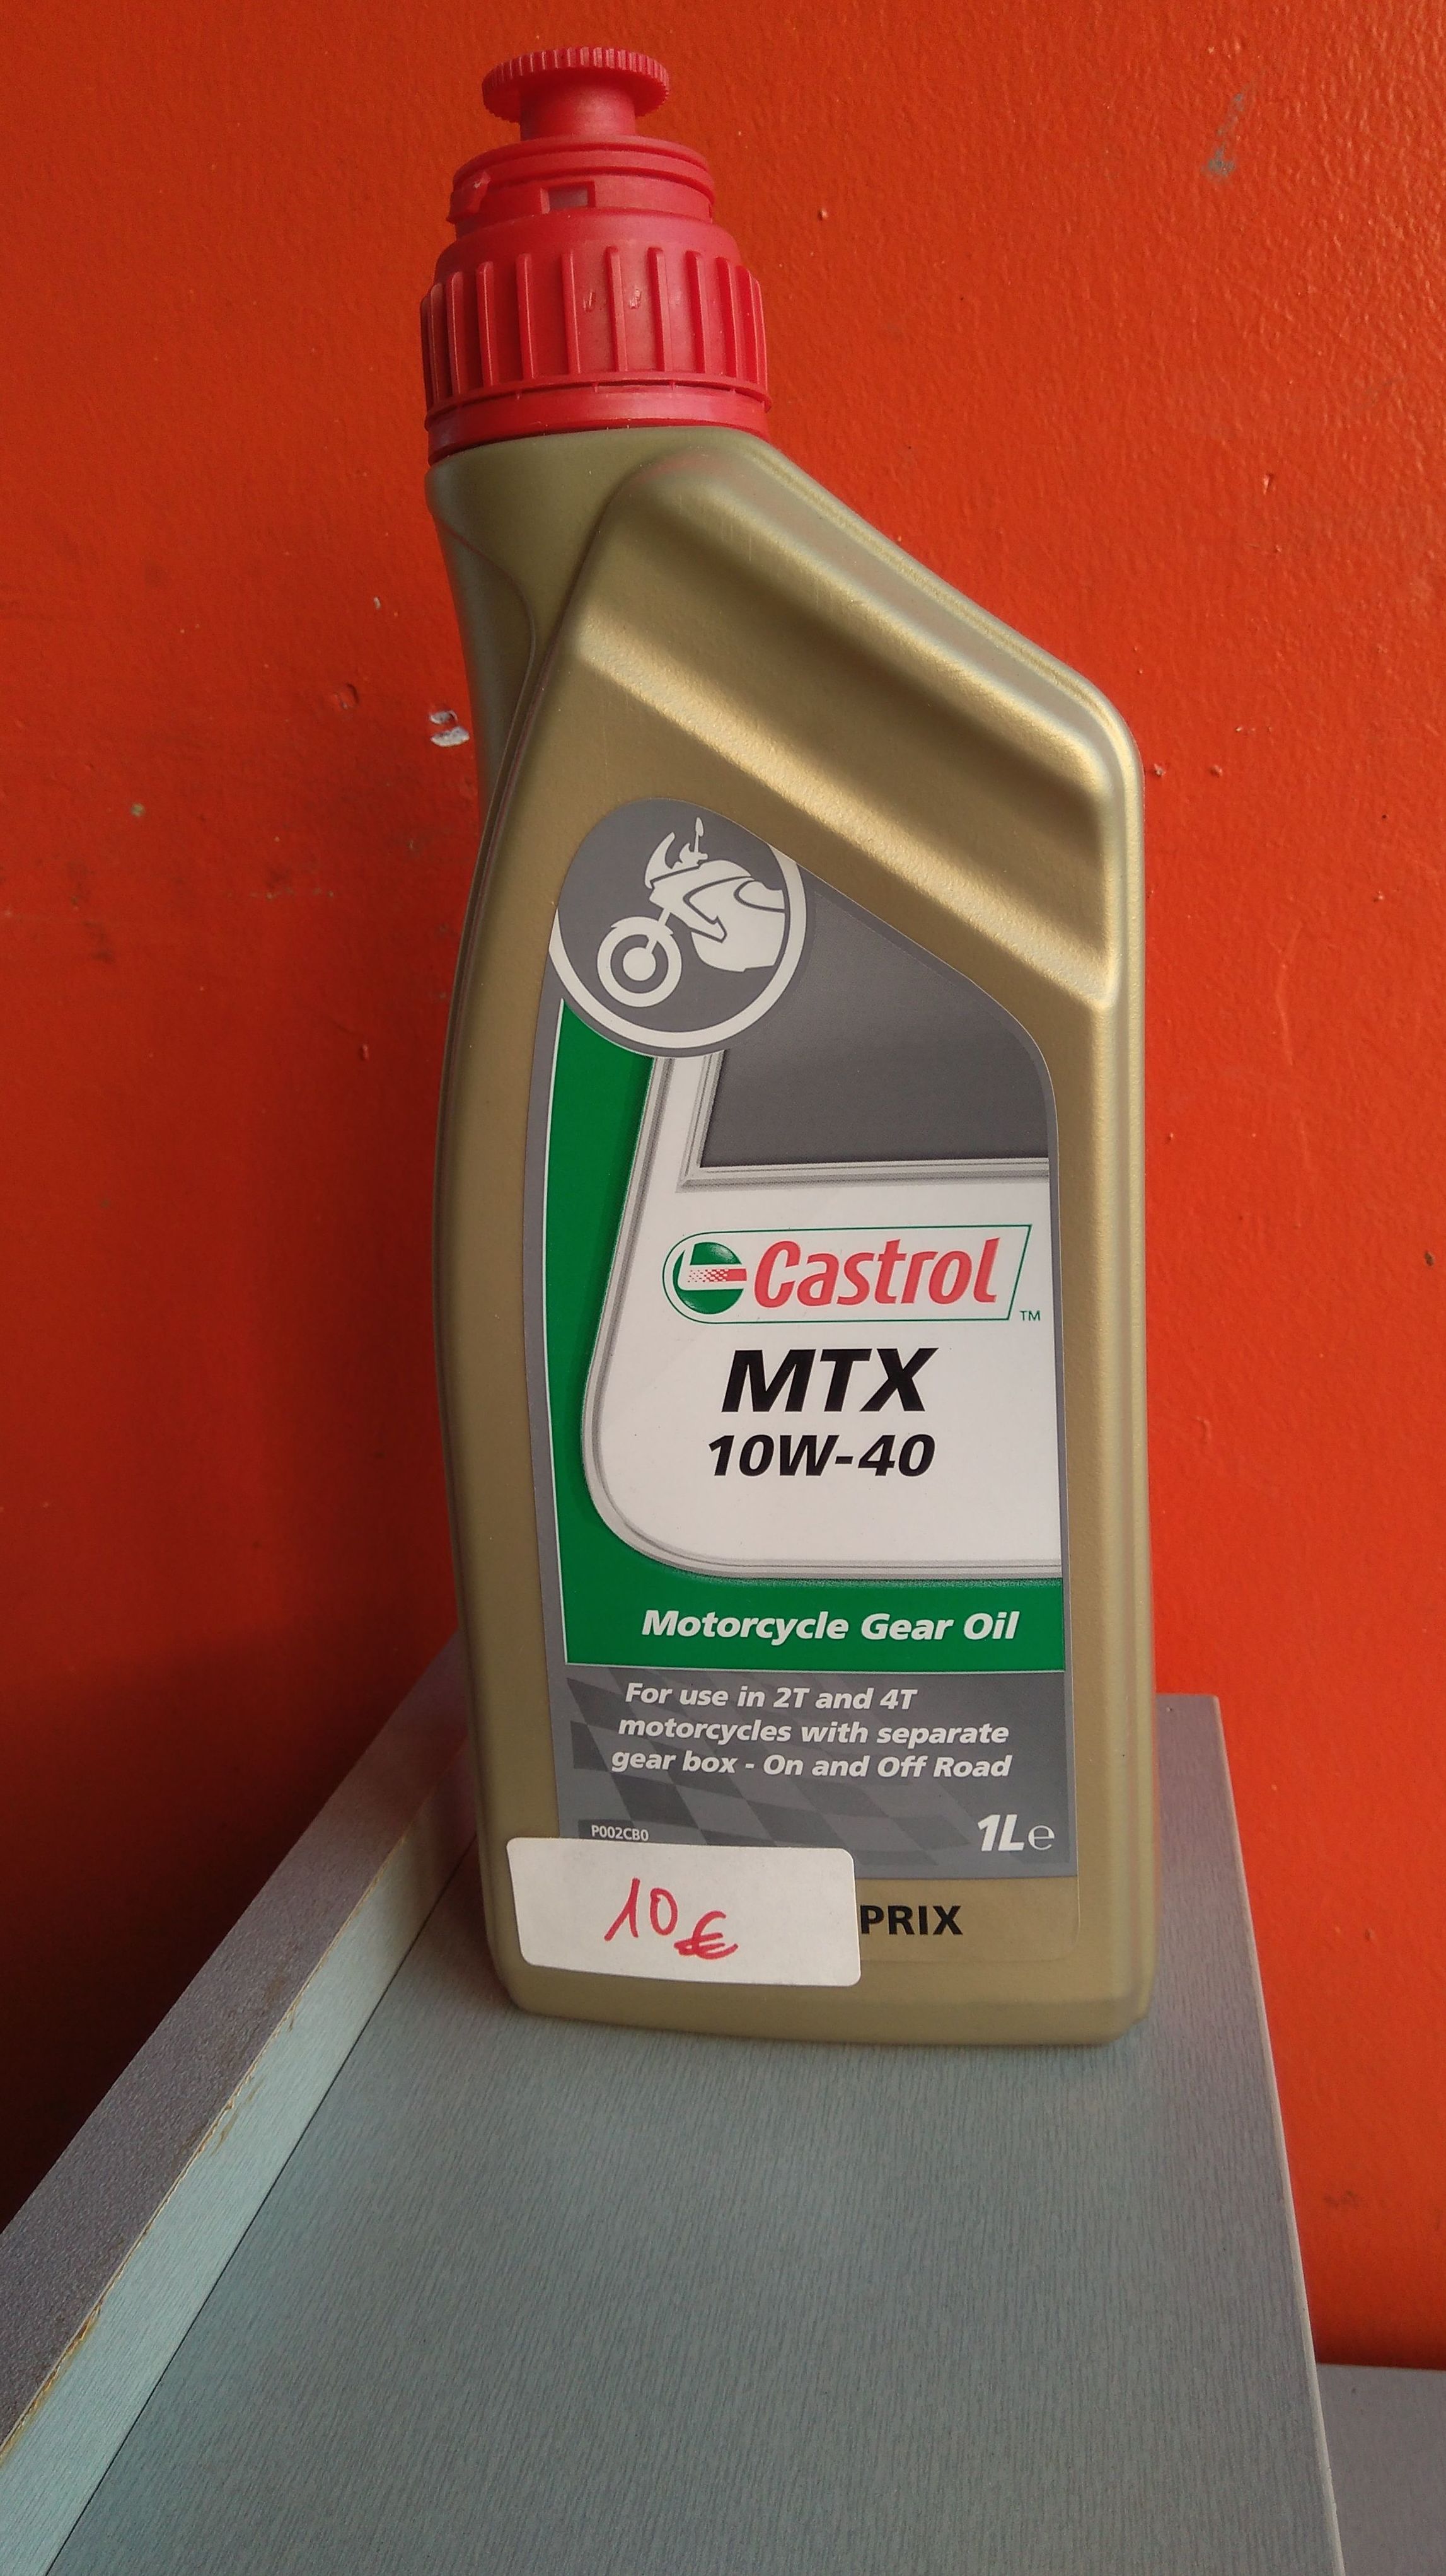 Castrol
TM
MTX
10W-40
Motorcycle Gear Oil
For use in 2T and 4T
motorcycles with separate
gear box - On and Off Road
P002CB0
1L℮
10€
PRIX